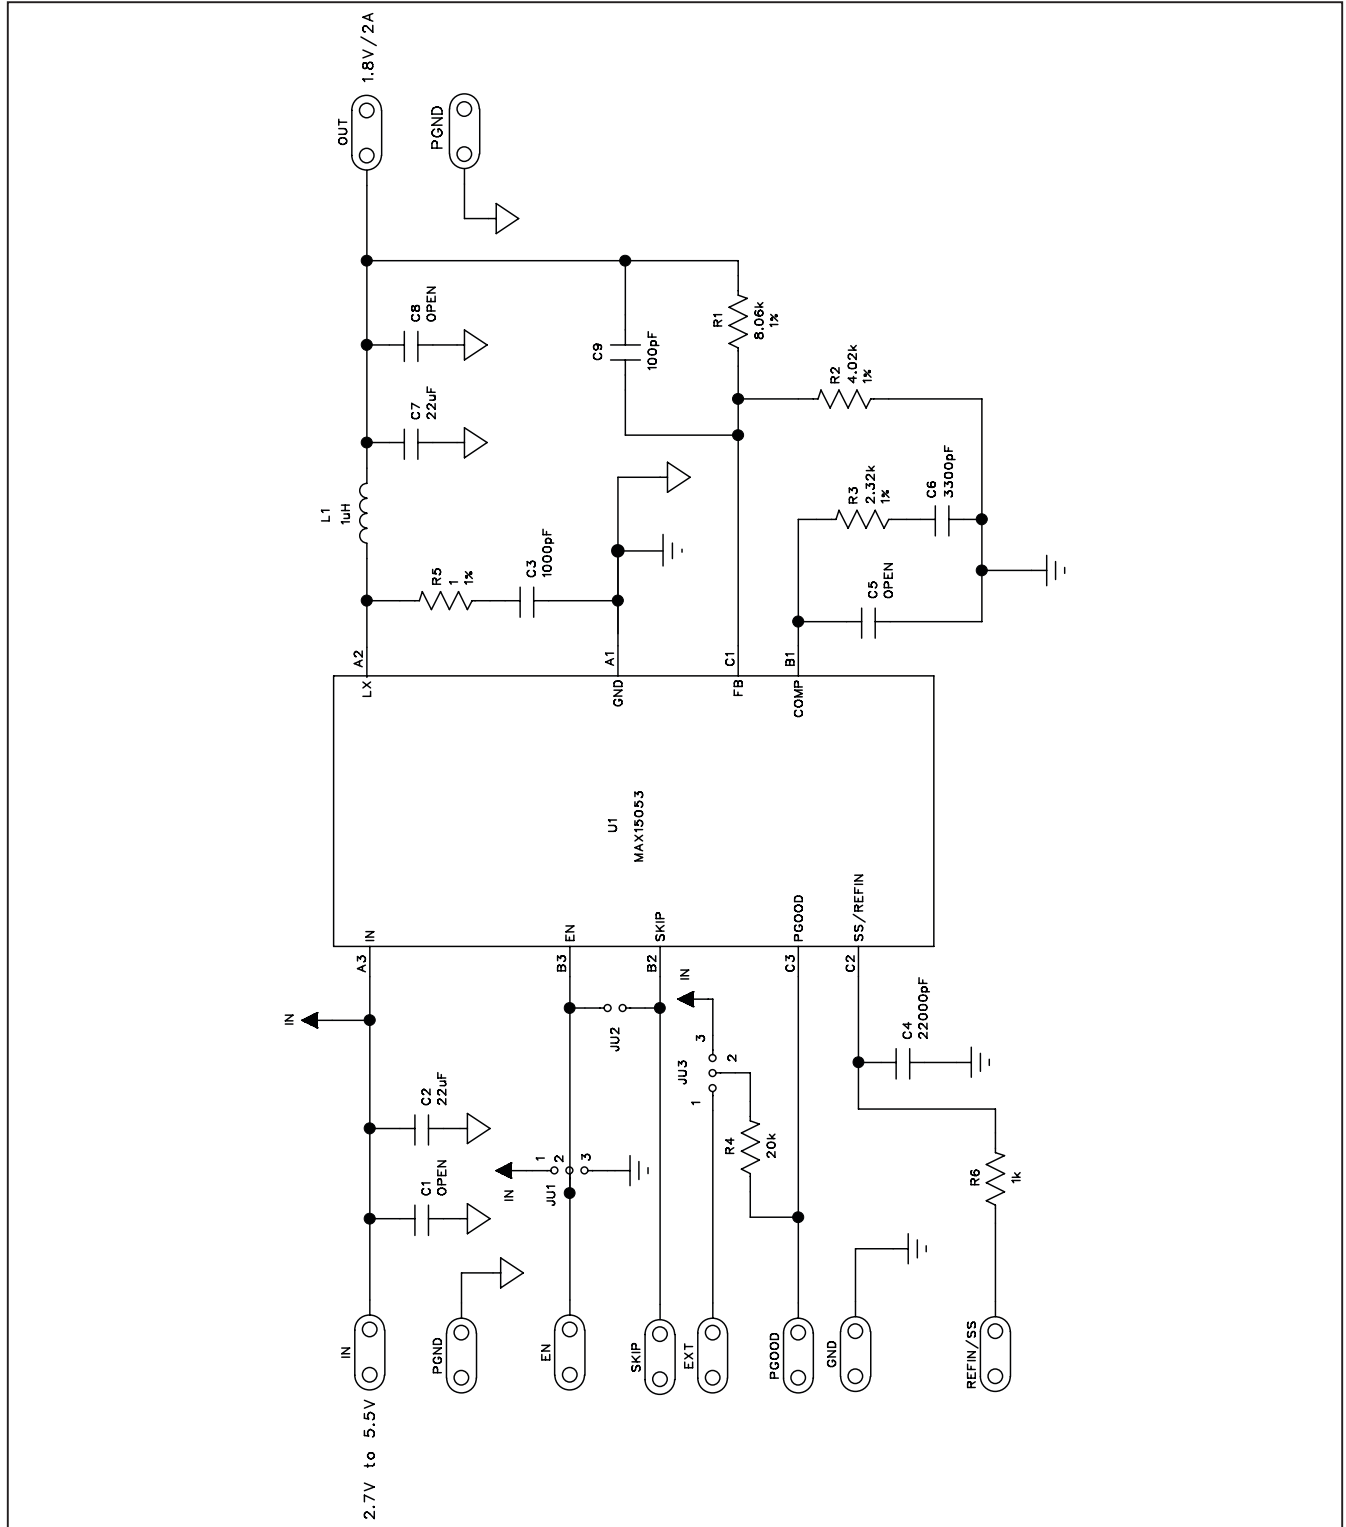 2.7V to 5.5V
IN
PGND
EN
SKIP
EXT
PGOOD
GND
REFIN/SS
C1
OPEN
C2
22uF
IN
IN
JU1
1
2
3
JU2
IN
JU3
1
2
3
R4
20k
C4
22000pF
R6
1k
A3
B3
B2
C3
C2
IN
EN
SKIP
PGOOD
SS/REFIN
U1
MAX15053
LX
GND
FB
COMP
A2
A1
C1
B1
R5
1
1%
C3
1000pF
L1
1uH
C7
22uF
C8
OPEN
C9
100pF
R1
8.06k
1%
R2
4.02k
1%
R3
2.32k
1%
C6
3300pF
C5
OPEN
OUT
1.8V/2A
PGND